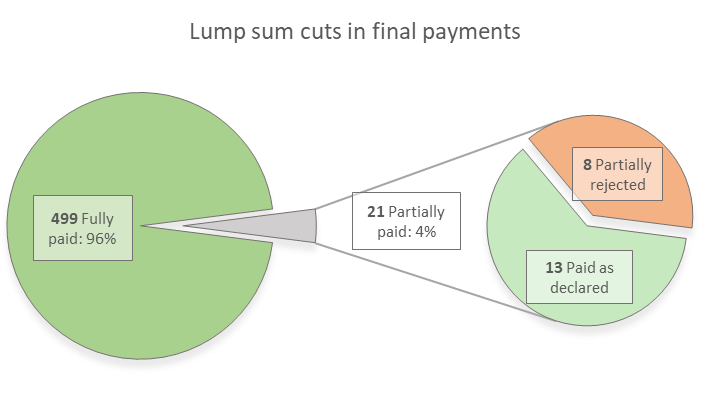 Lump sum cuts in final payments
499 Fully
paid: 96%
21 Partially
paid: 4%
8 Partially
rejected
13 Paid as
declared